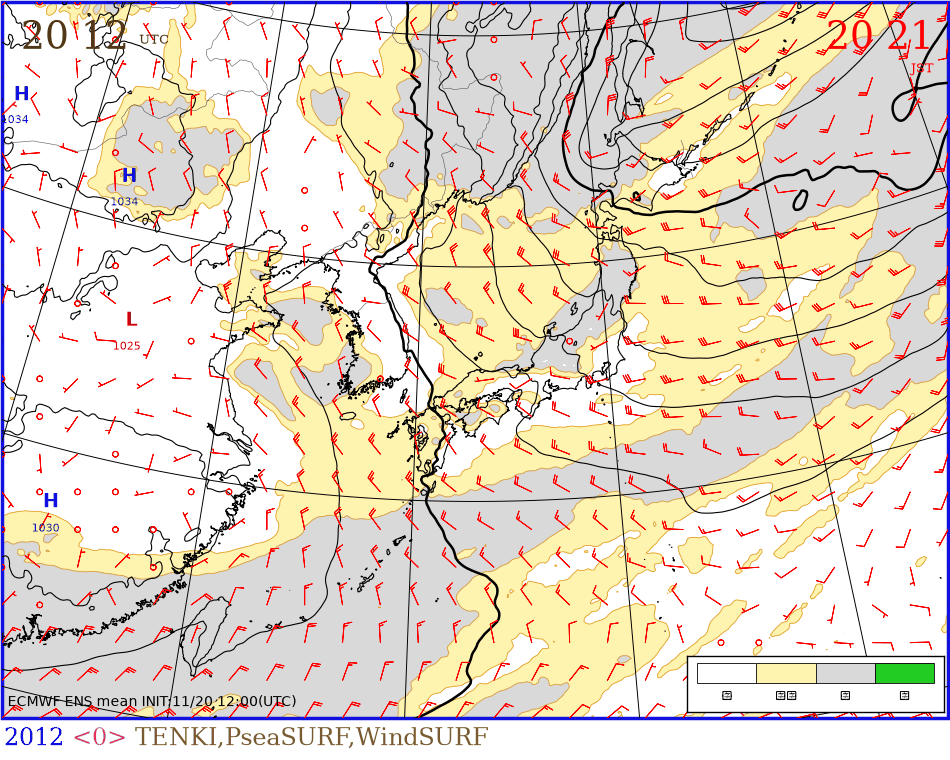 20 12 UTC
20 21 JST
H
1034
H
1034
L
1025
H
1030
ECMWF ENS mean INIT:11/20 12:00(UTC)
2012 <0> TENKI,PseaSURF,WindSURF